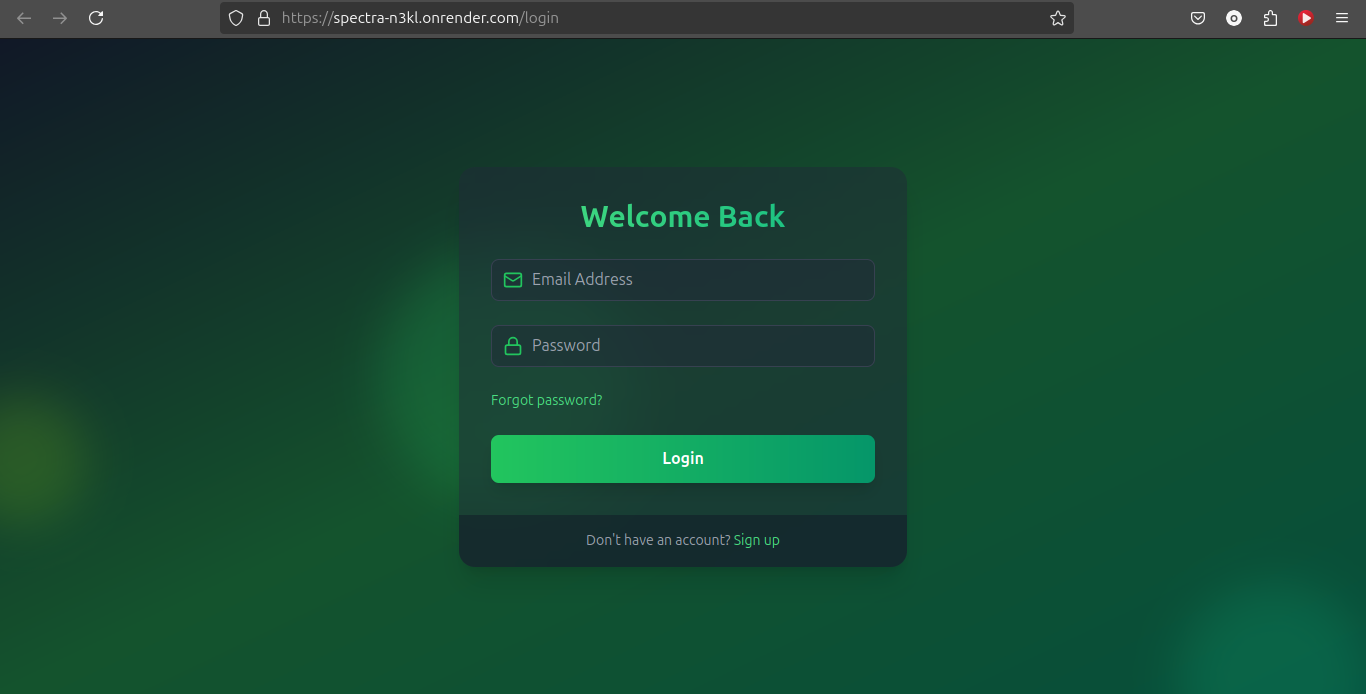 https://spectra-n3kl.onrender.com/login
Welcome Back
Email Address
Password
Forgot password?
Login
Don't have an account? Sign up